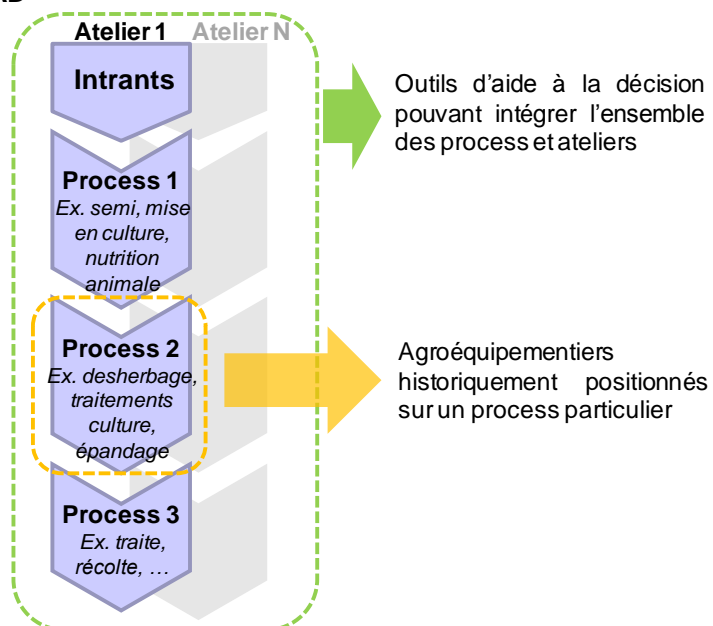 Atelier 1 Atelier N
Intrants
Process 1
Ex. semi, mise
en culture,
nutrition
animale
Process 2
Ex. desherbage,
traitements
culture,
épandage
Process 3
Ex. traite,
récolte, …
Outils d’aide à la décision
pouvant intégrer l’ensemble
des process et ateliers
Agroéquipementiers
historiquement positionnés
sur un process particulier